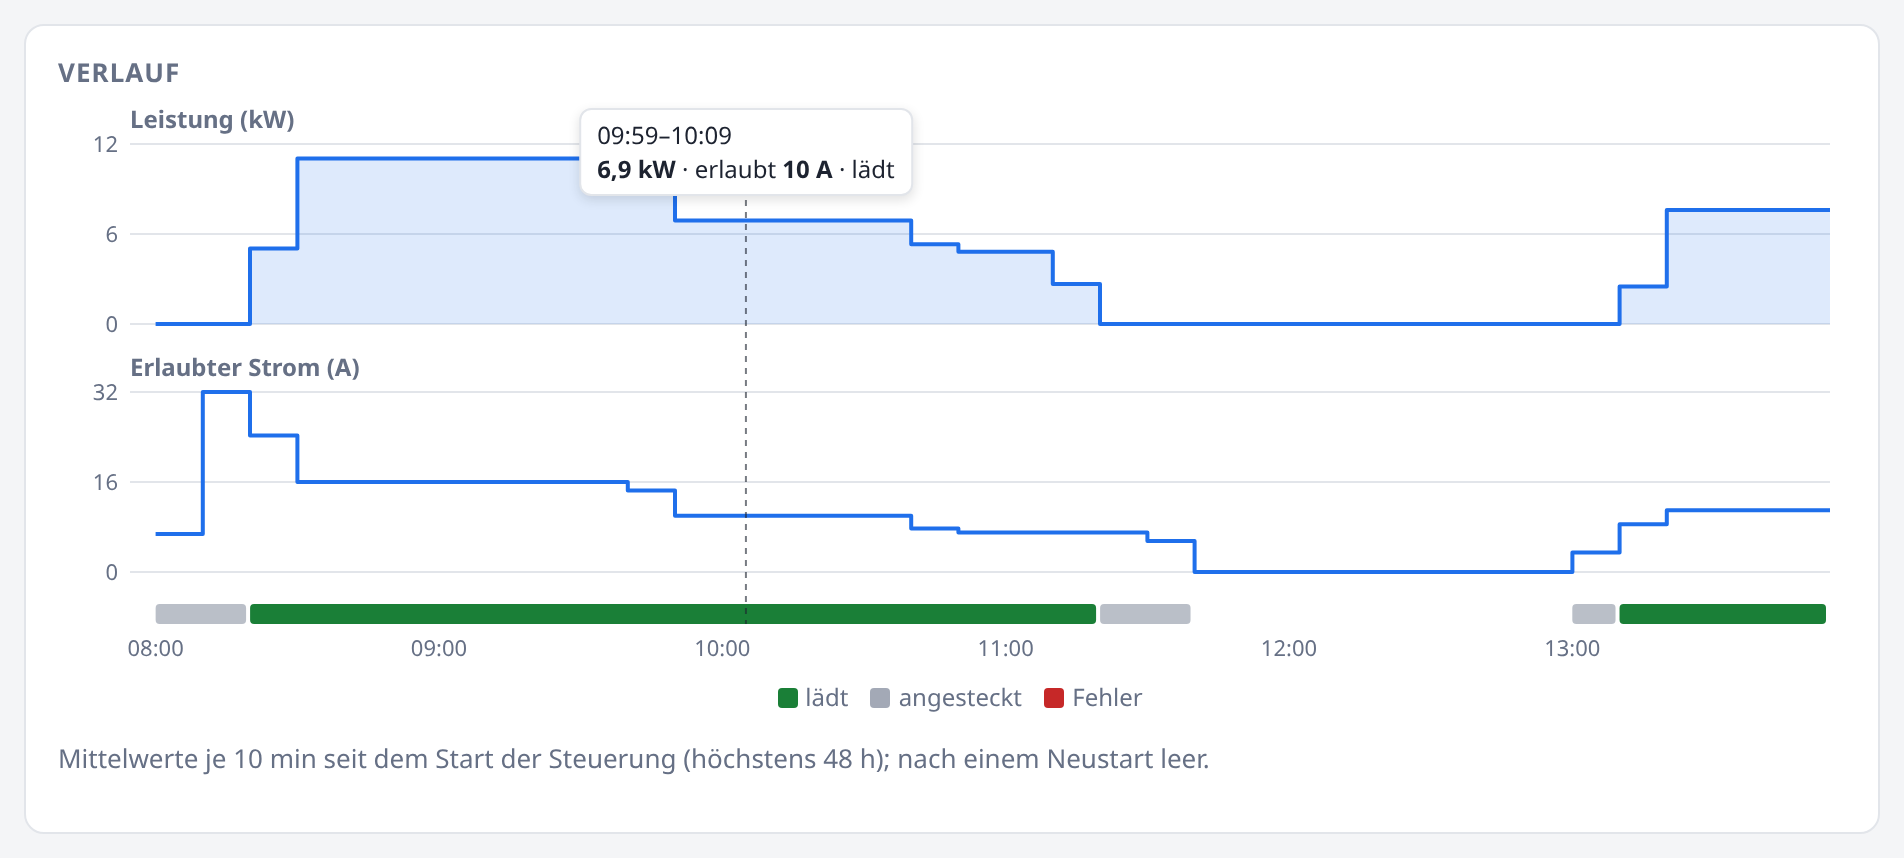 VERLAUF
Leistung (kW)
09:59–10:09
6,9 kW · erlaubt 10 A · lädt
12
6
0
Erlaubter Strom (A)
32
16
0
08:00 09:00 10:00 11:00 12:00 13:00
lädt angesteckt Fehler
Mittelwerte je 10 min seit dem Start der Steuerung (höchstens 48 h); nach einem Neustart leer.